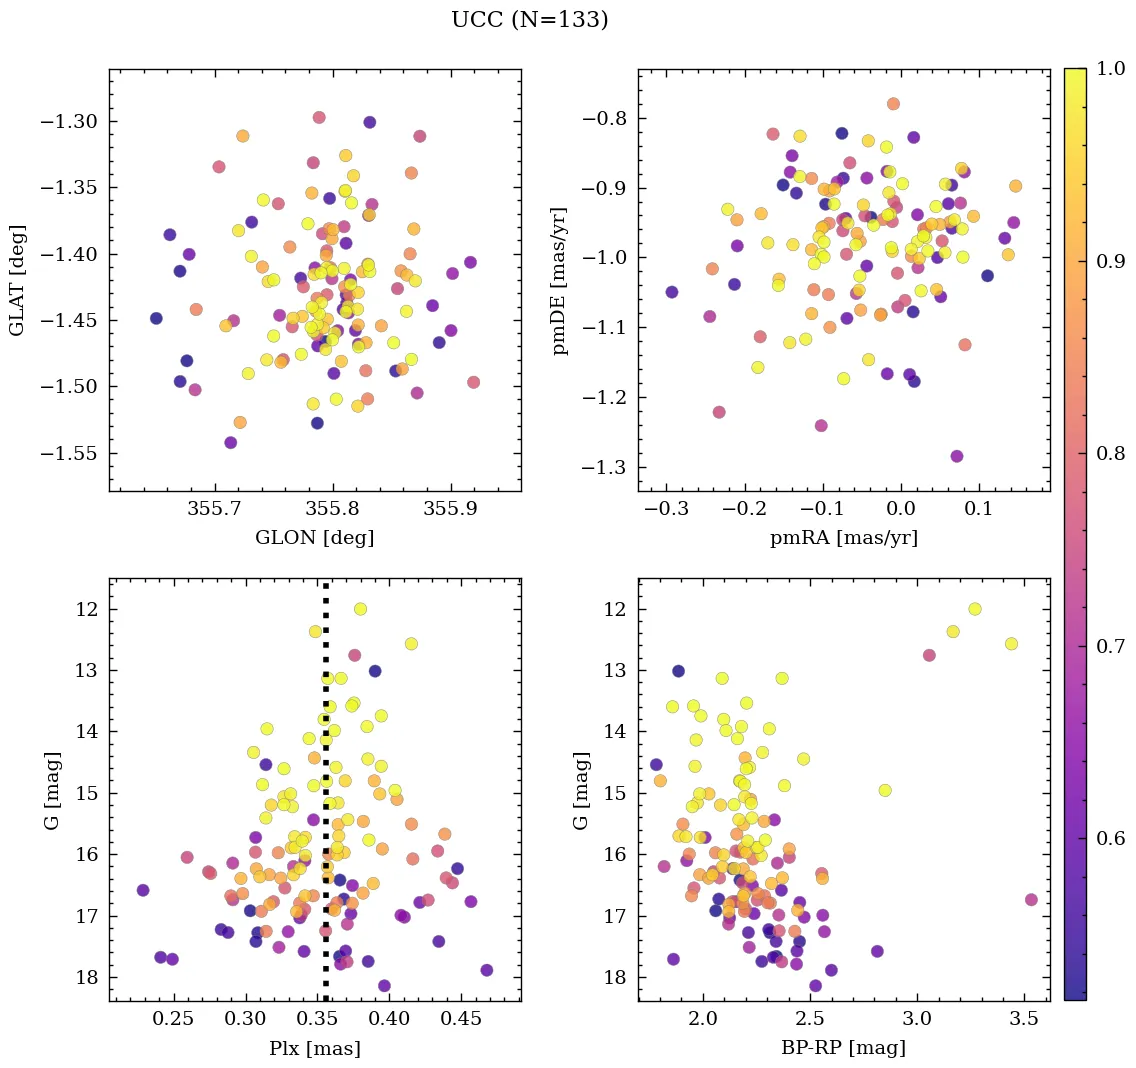 UCC (N=133)
−1.30
−1.35
−1.40
−1.45
−1.50
−1.55
GLAT [deg]
355.7 355.8 355.9
GLON [deg]
−0.8
−0.9
−1.0
−1.1
−1.2
−1.3
pmDE [mas/yr]
−0.3 −0.2 −0.1 0.0 0.1
pmRA [mas/yr]
1.0
0.9
0.8
0.7
0.6
12
13
14
15
16
17
18
G [mag]
0.25 0.30 0.35 0.40 0.45
Plx [mas]
12
13
14
15
16
17
18
G [mag]
2.0 2.5 3.0 3.5
BP-RP [mag]